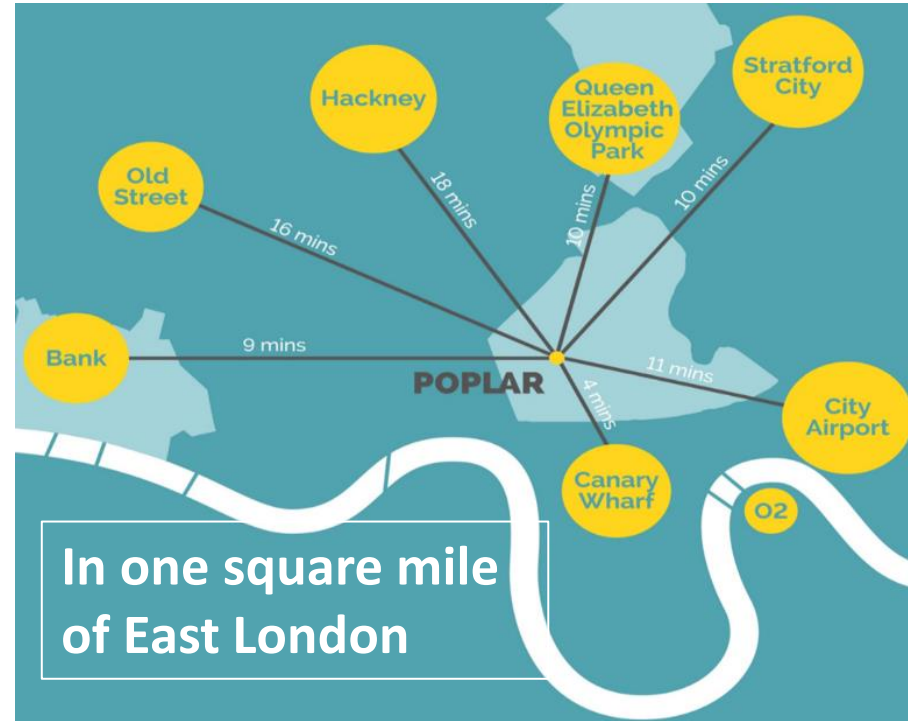 Hackney
Queen
Elizabeth
Olympic
Park
Stratford
City
Old
Street
18 mins
10 mins
10 mins
16 mins
Bank
9 mins
POPLAR
11 mins
4 mins
City
Airport
Canary
Wharf
O2
In one square mile
of East London